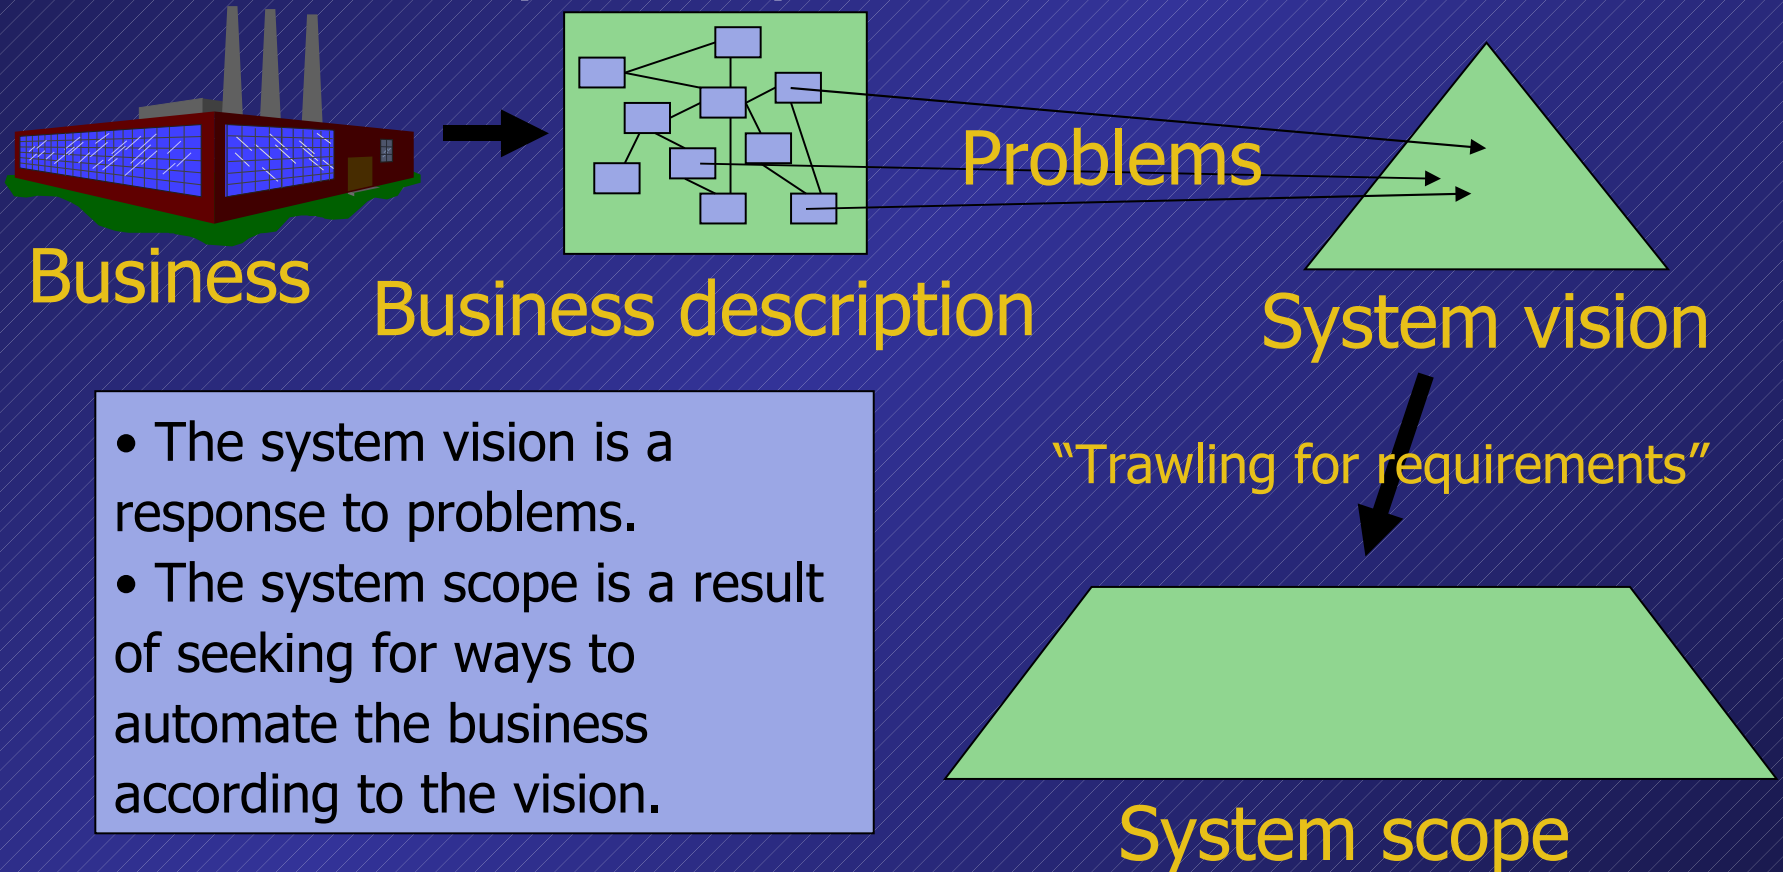 Business
Business description
Problems
System vision
• The system vision is a
response to problems.
• The system scope is a result
of seeking for ways to
automate the business
according to the vision.
“Trawling for requirements”
System scope